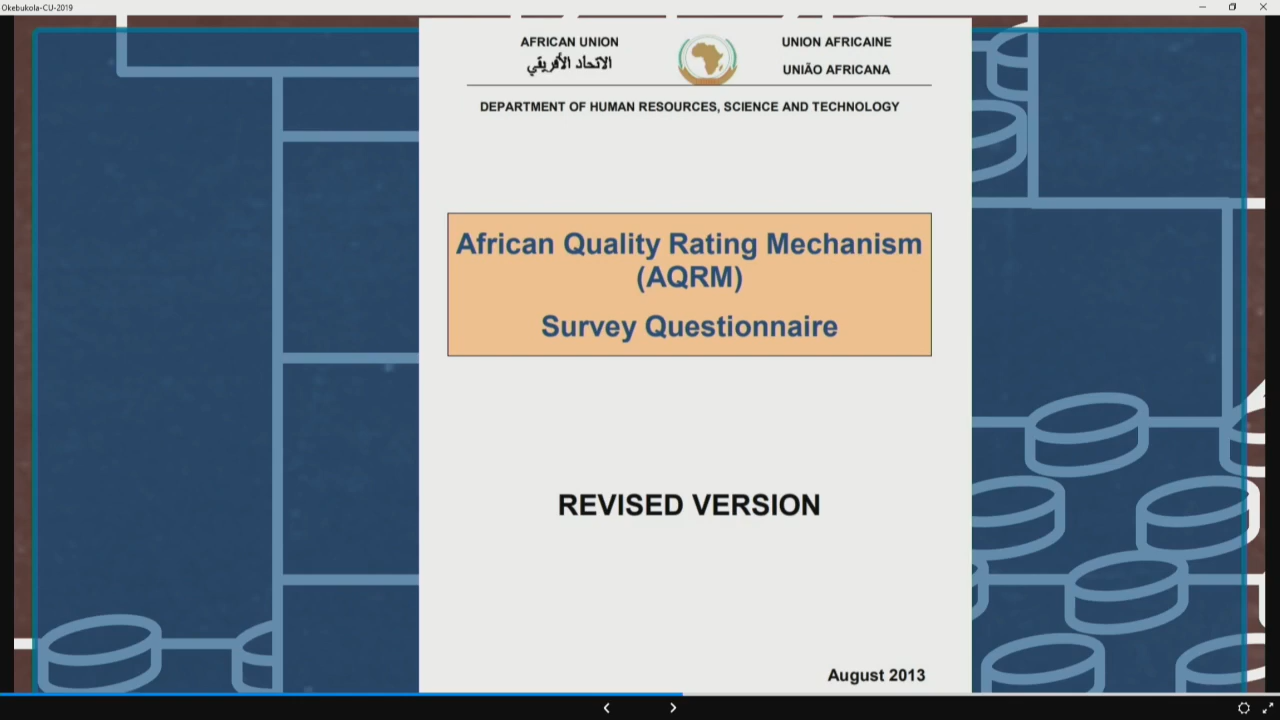 Okebukola-CU-2019
AFRICAN UNION
UNION AFRICAINE
الاتحاد الأفريقي
UNIÃO AFRICANA
DEPARTMENT OF HUMAN RESOURCES, SCIENCE AND TECHNOLOGY
African Quality Rating Mechanism
(AQRM)
Survey Questionnaire
REVISED VERSION
August 2013